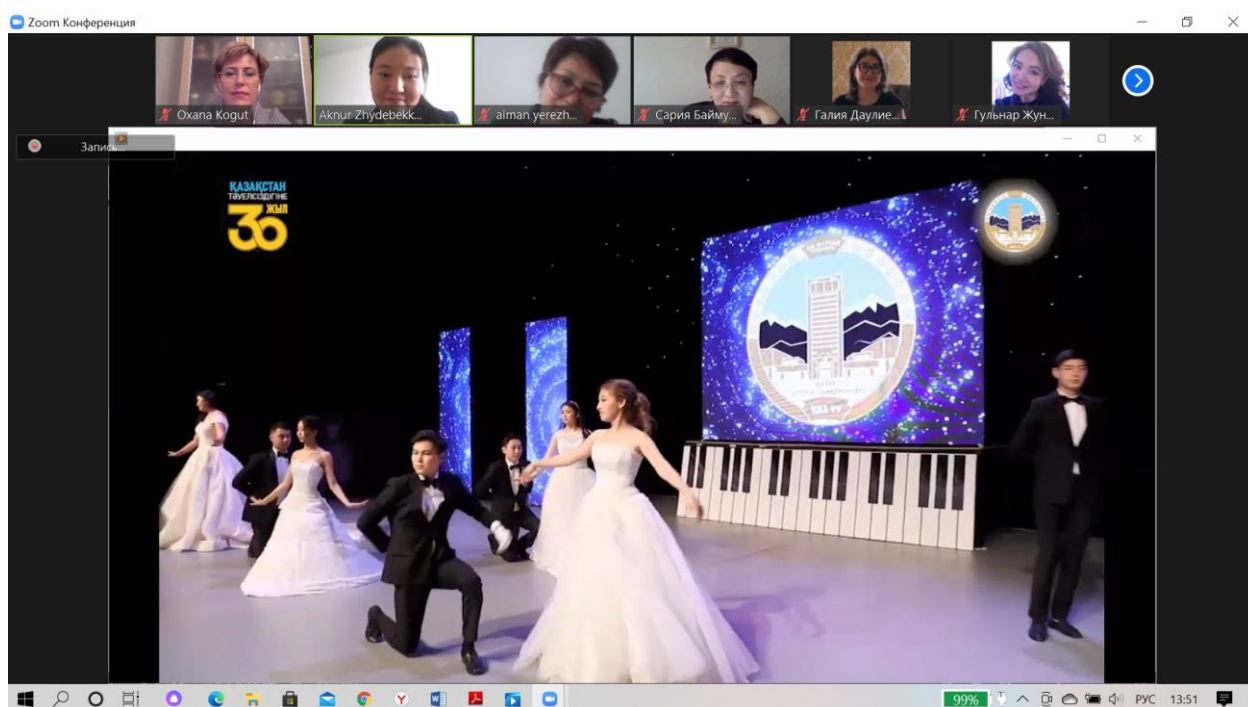 Zoom Конференция
Oxana Kogut
Aknur Zhydebekk...
aiman yerezh...
Сария Байму...
Галия Даулие...
Гульнар Жун...
Запись...
ҚАЗАҚСТАН
ТӘУЕЛСІЗДІГІНЕ
30 ЖЫЛ
99%
РУС
13:51